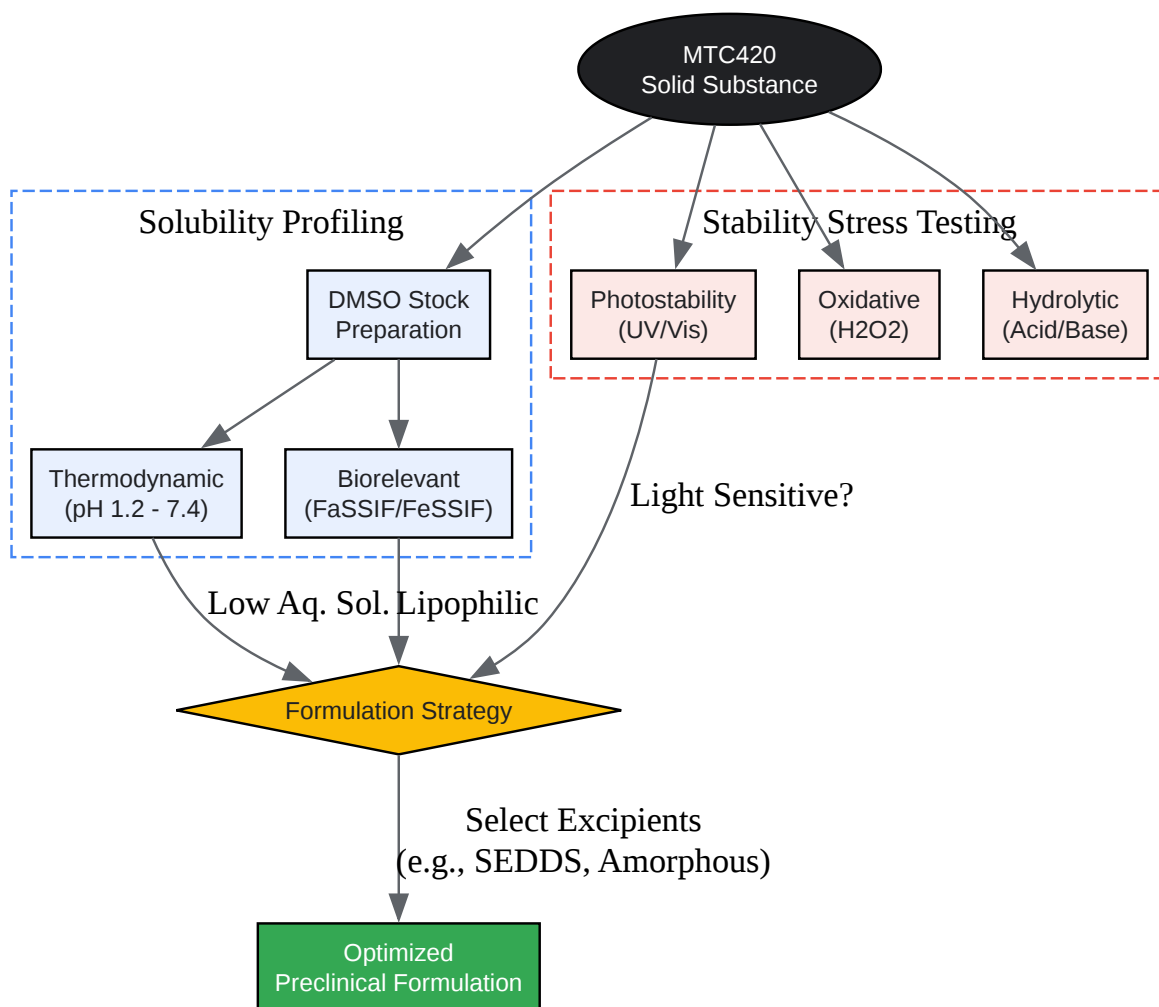 MTC420
Solid Substance
Solubility Profiling
Stability Stress Testing
DMSO Stock
Preparation
Photostability
(UV/Vis)
Oxidative
(H2O2)
Hydrolytic
(Acid/Base)
Thermodynamic
(pH 1.2 - 7.4)
Biorelevant
(FaSSIF/FeSSIF)
Light Sensitive?
Low Aq. Sol.
Lipophilic
Formulation Strategy
Select Excipients
(e.g., SEDDS, Amorphous)
Optimized
Preclinical Formulation